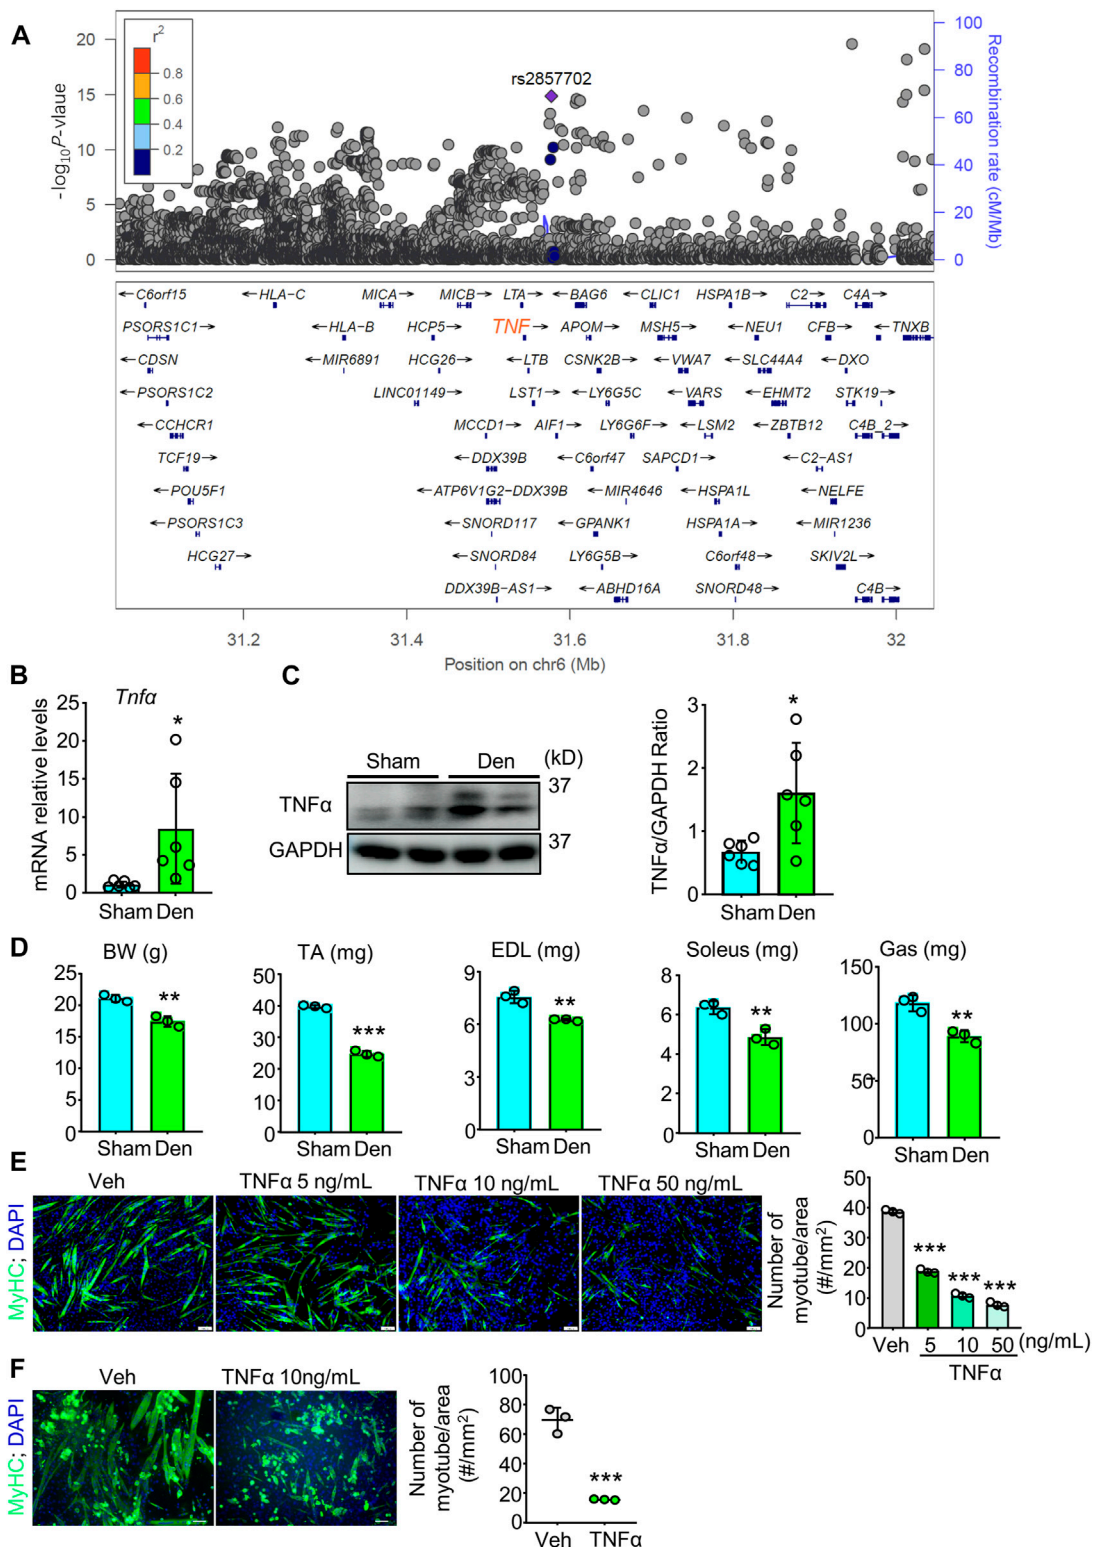 A
r2
0.8
0.6
0.4
0.2
20
15
10
5
0
-log10P-vlaue
rs2857702
100
80
60
40
20
0
Recombination rate (cM/Mb)
←C6orf15 ←HLA−C MICA→ MICB→ LTA→ ←BAG6 ←CLIC1 HSPA1B→ C2→ C4A→
PSORS1C1→ ←HLA−B HCP5→ TNF→ APOM→ MSH5→ ←NEU1 CFB→ ←TNXB
←CDSN ←MIR6891 HCG26→ ←LTB CSNK2B→ ←VWA7 ←SLC44A4 ←DXO
←PSORS1C2 LINC01149→ LST1→ ←LY6G5C ←VARS ←EHMT2 STK19→
←CCHCR1 MCCD1→ AIF1→ LY6G6F→ ←LSM2 ←ZBTB12 C4B_2→
TCF19→ ←DDX39B ←C6orf47 SAPCD1→ ←C2−AS1
←POU5F1 ←ATP6V1G2−DDX39B ←MIR4646 ←HSPA1L ←NELFE
←PSORS1C3 ←SNORD117 ←GPANK1 HSPA1A→ ←MIR1236
HCG27→ ←SNORD84 LY6G5B→ C6orf48→ SKIV2L→
DDX39B−AS1→ ←ABHD16A SNORD48→ C4B→
31.2 31.4 31.6 31.8 32
Position on chr6 (Mb)
B
Tnfα
mRNA relative levels
25
20
15
10
5
0
*
Sham Den
C
Sham Den (kD)
TNFα 37
GAPDH 37
TNFα/GAPDH Ratio
3
2
1
0
*
Sham Den
D
BW (g)
25
20
15
10
5
0
**
Sham Den
TA (mg)
50
40
30
20
10
0
***
Sham Den
EDL (mg)
9
6
3
0
**
Sham Den
Soleus (mg)
8
6
4
2
0
**
Sham Den
Gas (mg)
150
100
50
0
**
Sham Den
E
Veh TNFα 5 ng/mL TNFα 10 ng/mL TNFα 50 ng/mL
MyHC; DAPI
Number of
myotube/area
(#/mm2)
50
40
30
20
10
0
*** *** ***
Veh 5 10 50 (ng/mL)
TNFα
F
Veh TNFα 10ng/mL
MyHC; DAPI
Number of
myotube/area
(#/mm2)
100
80
60
40
20
0
***
Veh TNFα